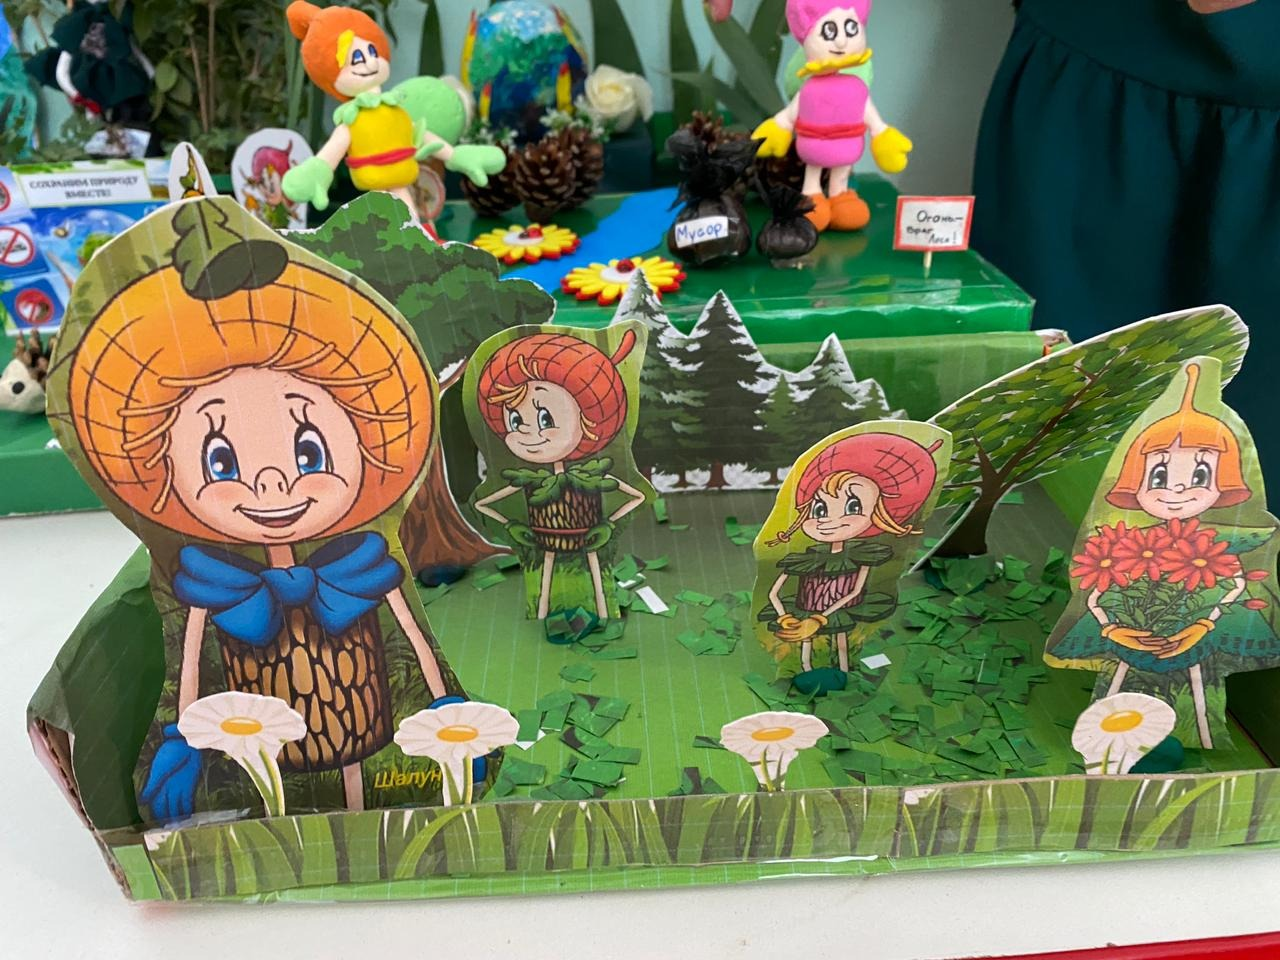 СОХРАНИМ ПРИРОДУ
ВМЕСТЕ!
Мусор
Огонь-
враг
Леса!
Шалун